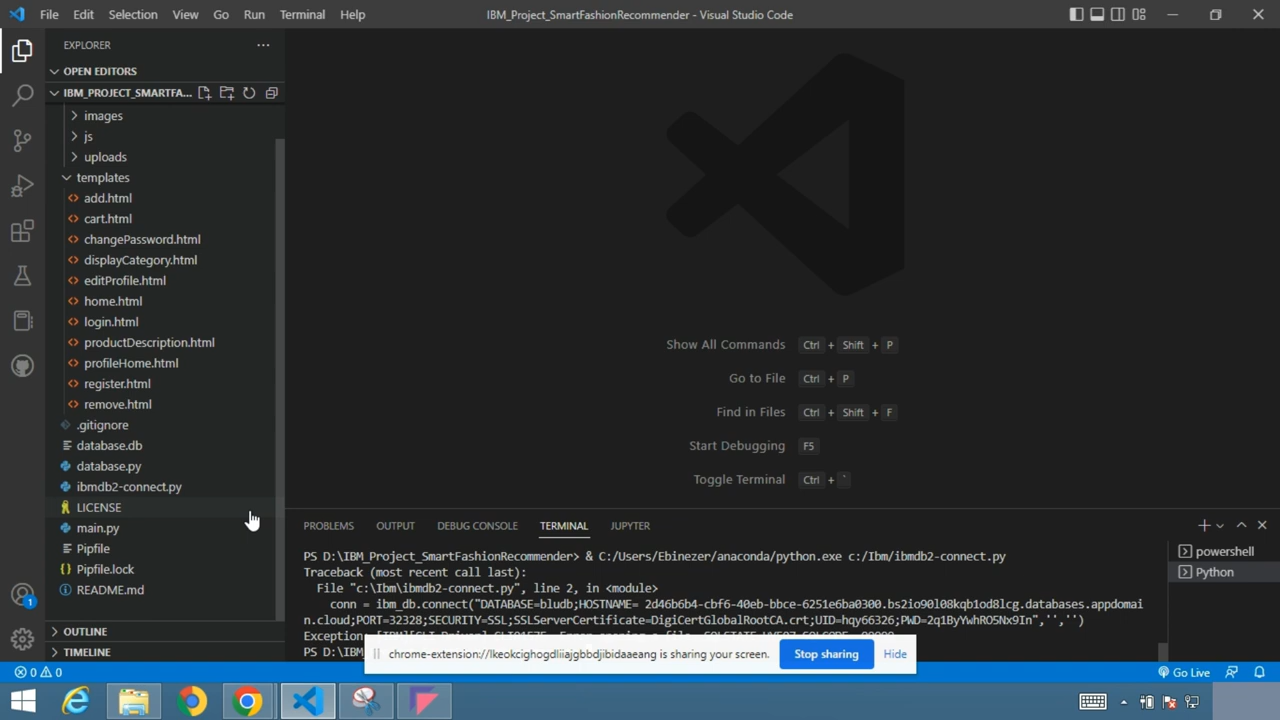 File Edit Selection View Go Run Terminal Help
IBM_Project_SmartFashionRecommender - Visual Studio Code
EXPLORER
OPEN EDITORS
IBM_PROJECT_SMARTFA...
images
js
uploads
templates
add.html
cart.html
changePassword.html
displayCategory.html
editProfile.html
home.html
login.html
productDescription.html
profileHome.html
register.html
remove.html
.gitignore
database.db
database.py
ibmdb2-connect.py
LICENSE
main.py
Pipfile
Pipfile.lock
README.md
OUTLINE
TIMELINE
Show All Commands Ctrl + Shift + P
Go to File Ctrl + P
Find in Files Ctrl + Shift + F
Start Debugging F5
Toggle Terminal Ctrl + `
PROBLEMS OUTPUT DEBUG CONSOLE TERMINAL JUPYTER
PS D:\IBM_Project_SmartFashionRecommender> & C:/Users/Ebinezer/anaconda/python.exe c:/Ibm/ibmdb2-connect.py
Traceback (most recent call last):
File "c:\Ibm\ibmdb2-connect.py", line 2, in <module>
conn = ibm_db.connect("DATABASE=bludb;HOSTNAME= 2d46b6b4-cbf6-40eb-bbce-6251e6ba0300.bs2io90l08kqb1od8lcg.databases.appdomai
n.cloud;PORT=32328;SECURITY=SSL;SSLServerCertificate=DigiCertGlobalRootCA.crt;UID=hqy66326;PWD=2q1ByYwhRO5Nx9In",'','')
Exception:
PS D:\IBM
powershell
Python
chrome-extension://lkeokcighogdliiajgbbdjibidaaeang is sharing your screen.
Stop sharing
Hide
1
0 0
Go Live